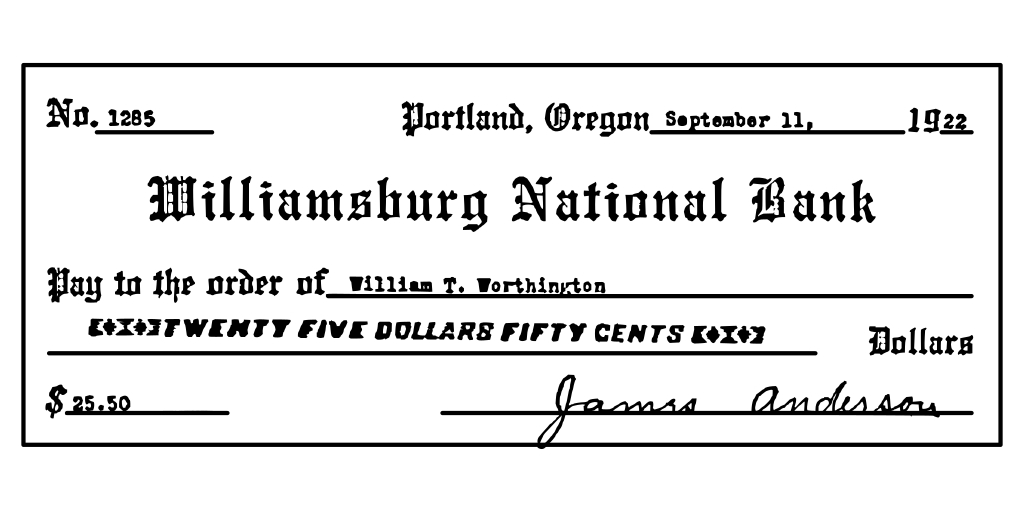 No. 1285 Portland, Oregon September 11, 1922
Williamsburg National Bank
Pay to the order of William T. Worthington
TWENTY FIVE DOLLARS FIFTY CENTS Dollars
$ 25.50 James Anderson